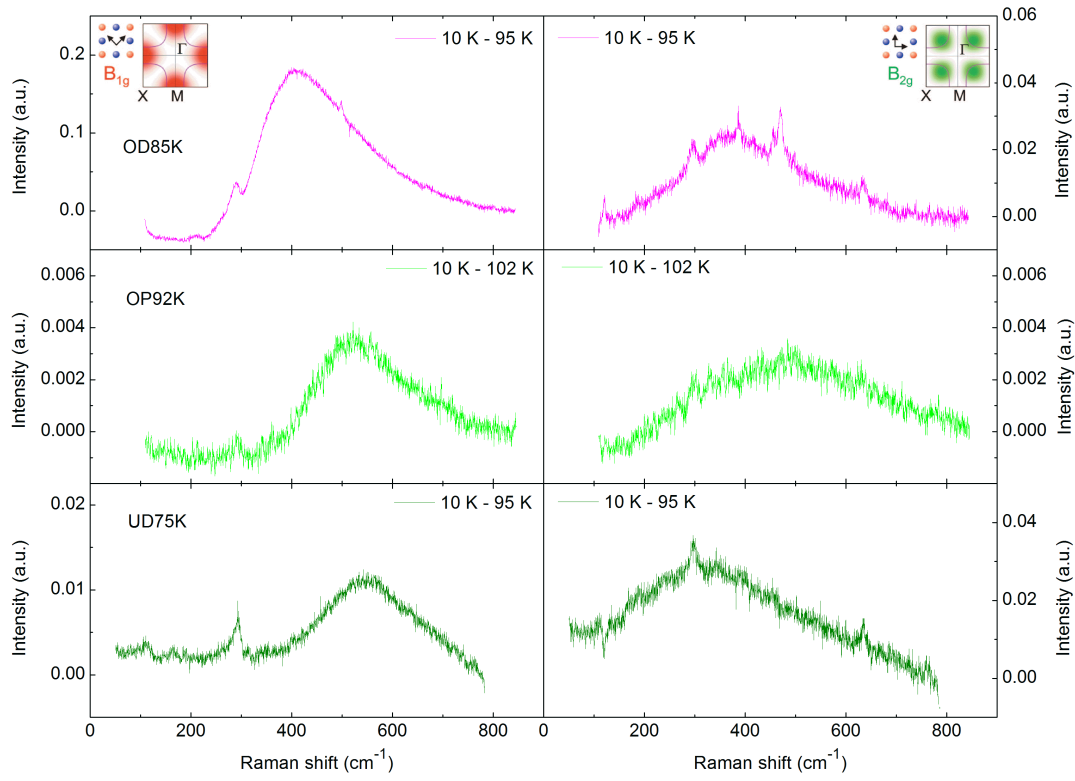 10 K - 95 K
10 K - 95 K
B1g
Γ
X M
B2g
Γ
X M
OD85K
Intensity (a.u.)
0.2
0.1
0.0
Intensity (a.u.)
0.06
0.04
0.02
0.00
10 K - 102 K
10 K - 102 K
OP92K
Intensity (a.u.)
0.006
0.004
0.002
0.000
Intensity (a.u.)
0.006
0.004
0.002
0.000
10 K - 95 K
10 K - 95 K
UD75K
Intensity (a.u.)
0.02
0.01
0.00
Intensity (a.u.)
0.04
0.02
0.00
0 200 400 600 800
0 200 400 600 800
Raman shift (cm-1)
Raman shift (cm-1)